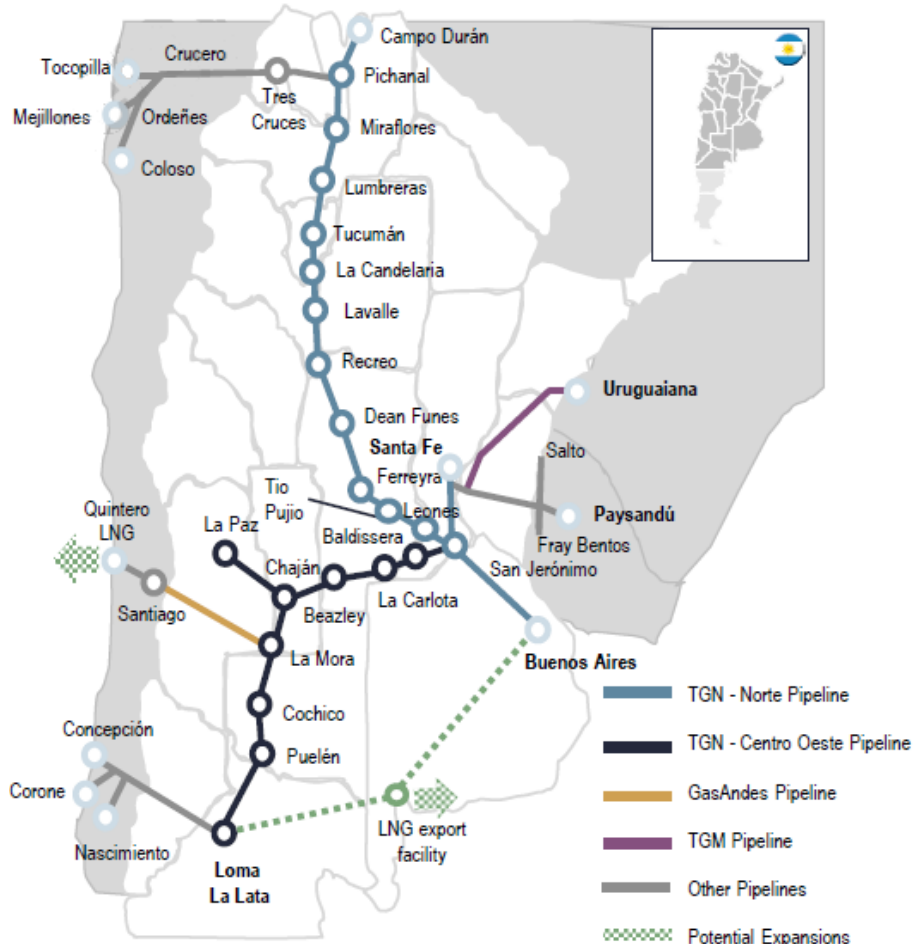 Campo Durán
Crucero
Tocopilla
Pichanal
Tres
Cruces
Mejillones
Ordeñes
Miraflores
Coloso
Lumbreras
Tucumán
La Candelaria
Lavalle
Recreo
Uruguaiana
Dean Funes
Santa Fe
Salto
Ferreyra
Tio
Pujio
Leones
Quintero
LNG
La Paz
Paysandú
Baldissera
Fray Bentos
Chaján
San Jerónimo
La Carlota
Santiago
Beazley
La Mora
Buenos Aires
TGN - Norte Pipeline
Cochico
Concepción
TGN - Centro Oeste Pipeline
Puelén
Corone
GasAndes Pipeline
LNG export
facility
TGM Pipeline
Nascimiento
Loma
La Lata
Other Pipelines
Potential Expansions